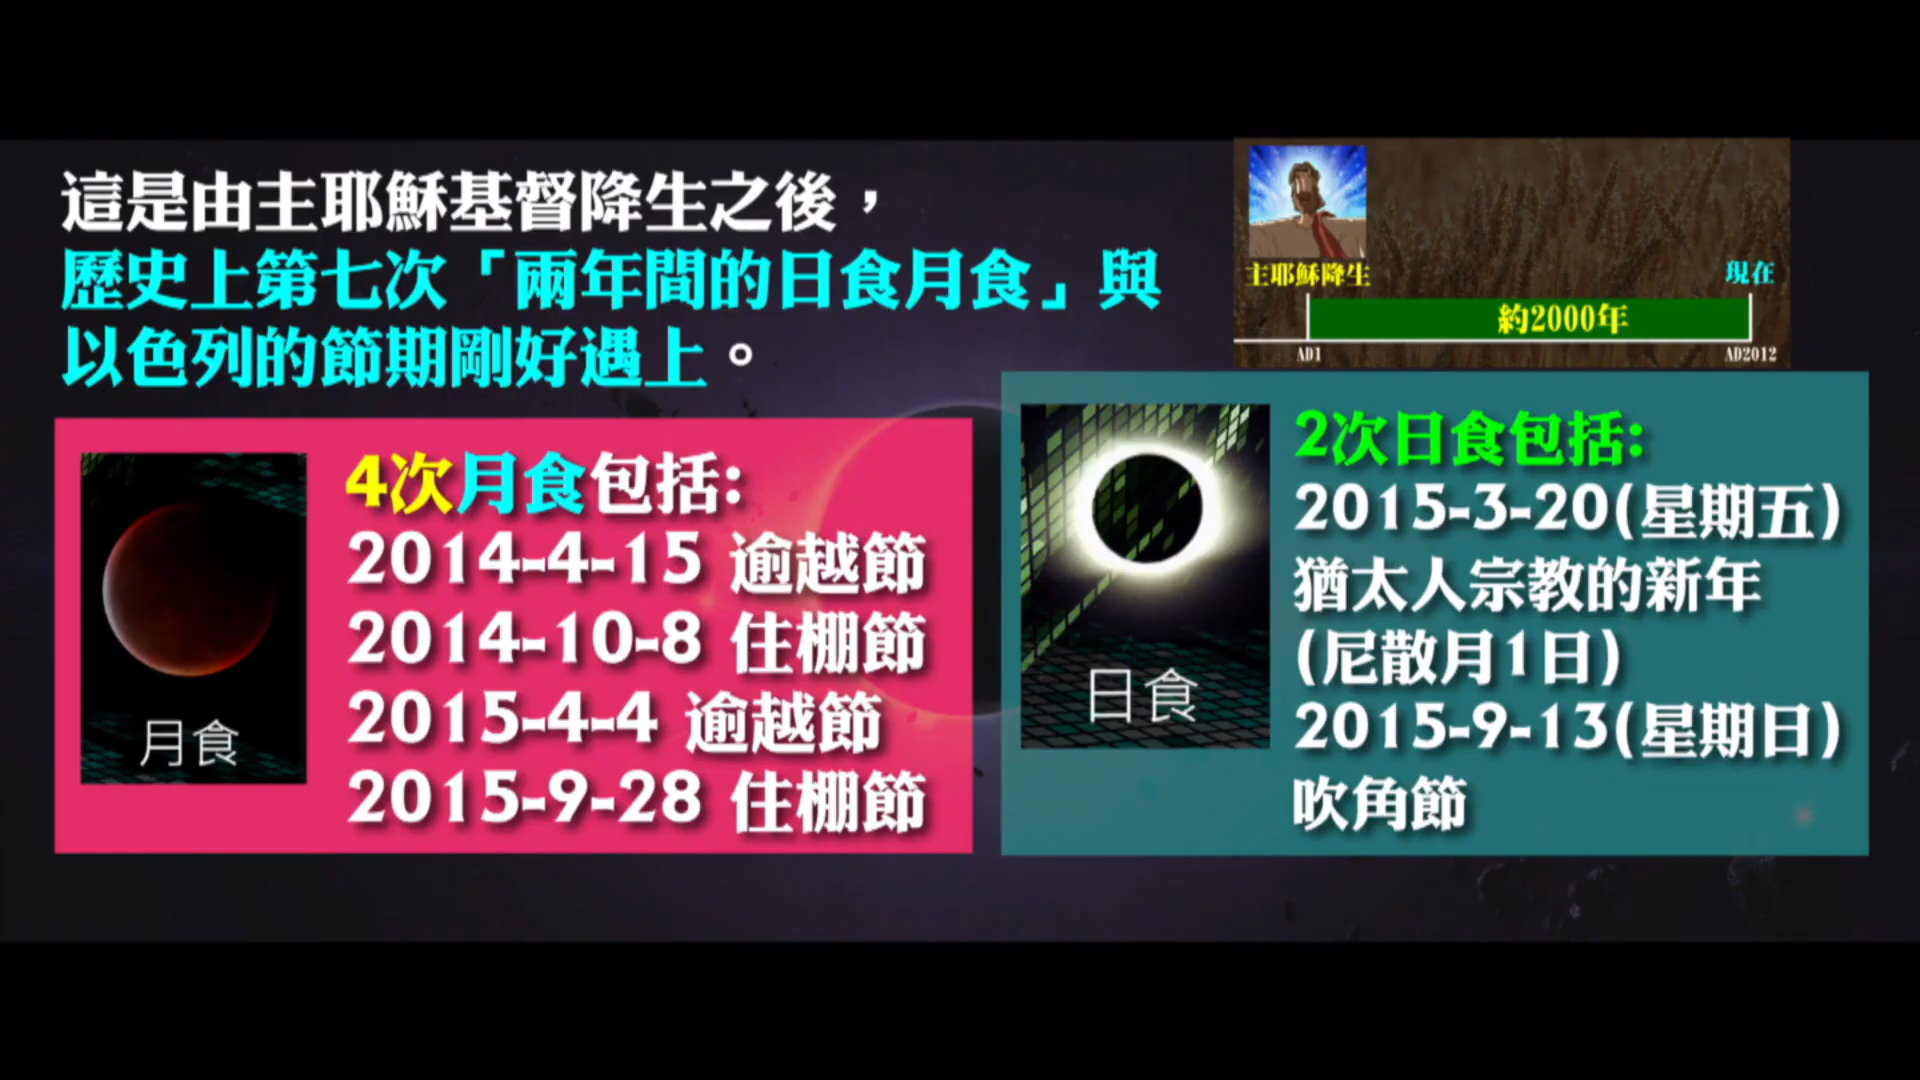 這是由主耶穌基督降生之後，
歷史上第七次「兩年間的日食月食」與
以色列的節期剛好遇上。
主耶穌降生
現在
約2000年
AD1
AD2012
4次月食包括:
2014-4-15 逾越節
2014-10-8 住棚節
2015-4-4 逾越節
2015-9-28 住棚節
月食
2次日食包括:
2015-3-20(星期五)
猶太人宗教的新年
(尼散月1日)
2015-9-13(星期日)
吹角節
日食